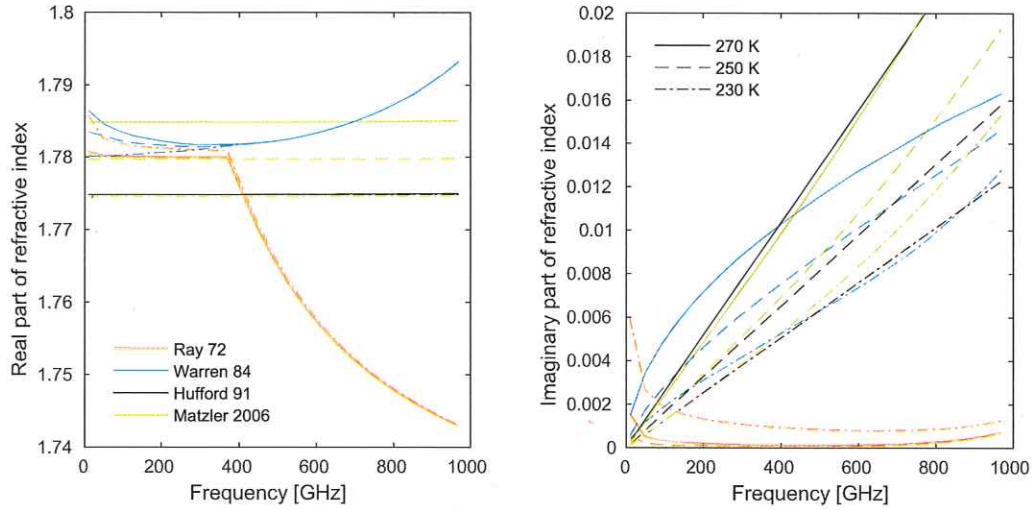 1.8
1.79
1.78
1.77
1.76
1.75
1.74
Real part of refractive index
Ray 72
Warren 84
Hufford 91
Matzler 2006
0 200 400 600 800 1000
Frequency [GHz]
0.02
0.018
0.016
0.014
0.012
0.01
0.008
0.006
0.004
0.002
0
Imaginary part of refractive index
270 K
250 K
230 K
0 200 400 600 800 1000
Frequency [GHz]